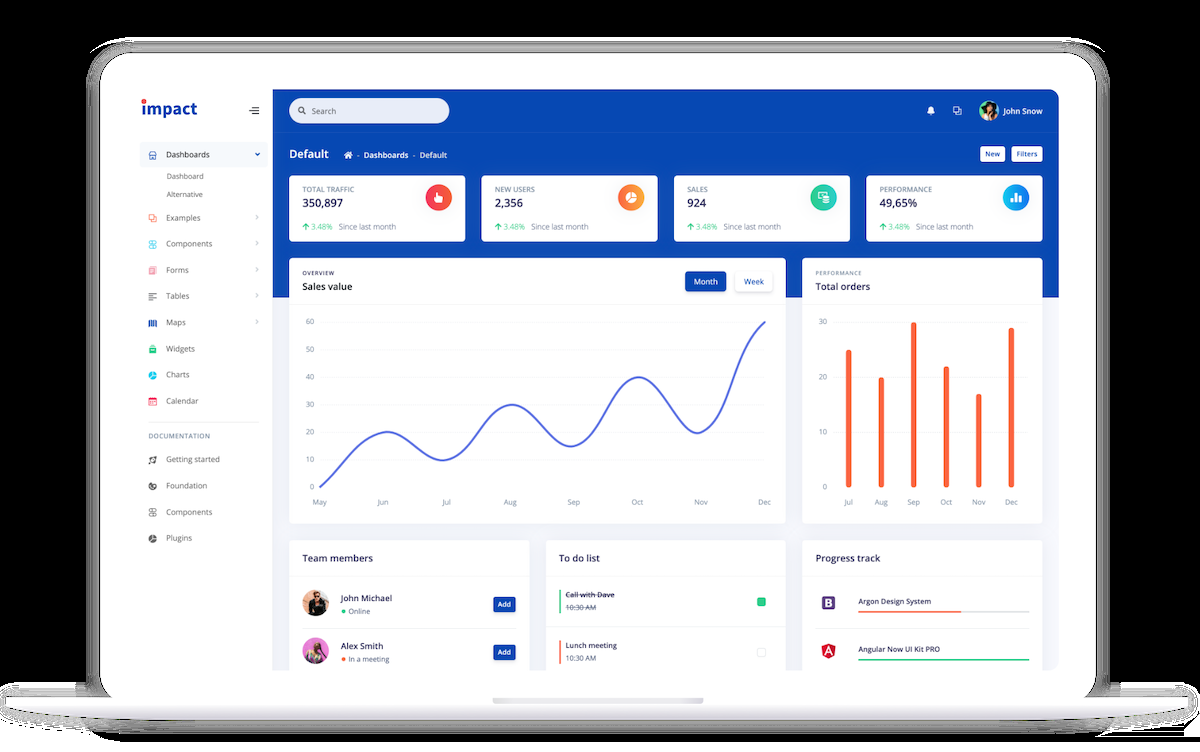 impact
Search
John Snow
Dashboards
Dashboard
Alternative
Examples
Components
Forms
Tables
Maps
Widgets
Charts
Calendar
DOCUMENTATION
Getting started
Foundation
Components
Plugins
Default
- Dashboards - Default
New
Filters
TOTAL TRAFFIC
350,897
3.48% Since last month
NEW USERS
2,356
3.48% Since last month
SALES
924
3.48% Since last month
PERFORMANCE
49,65%
3.48% Since last month
OVERVIEW
Sales value
Month
Week
60
50
40
30
20
10
0
May Jun Jul Aug Sep Oct Nov Dec
PERFORMANCE
Total orders
30
20
10
0
Jul Aug Sep Oct Nov Dec
Team members
John Michael
Online
Add
Alex Smith
In a meeting
Add
To do list
Call with Dave
10:30 AM
Lunch meeting
10:30 AM
Progress track
B
Argon Design System
A
Angular Now UI Kit PRO